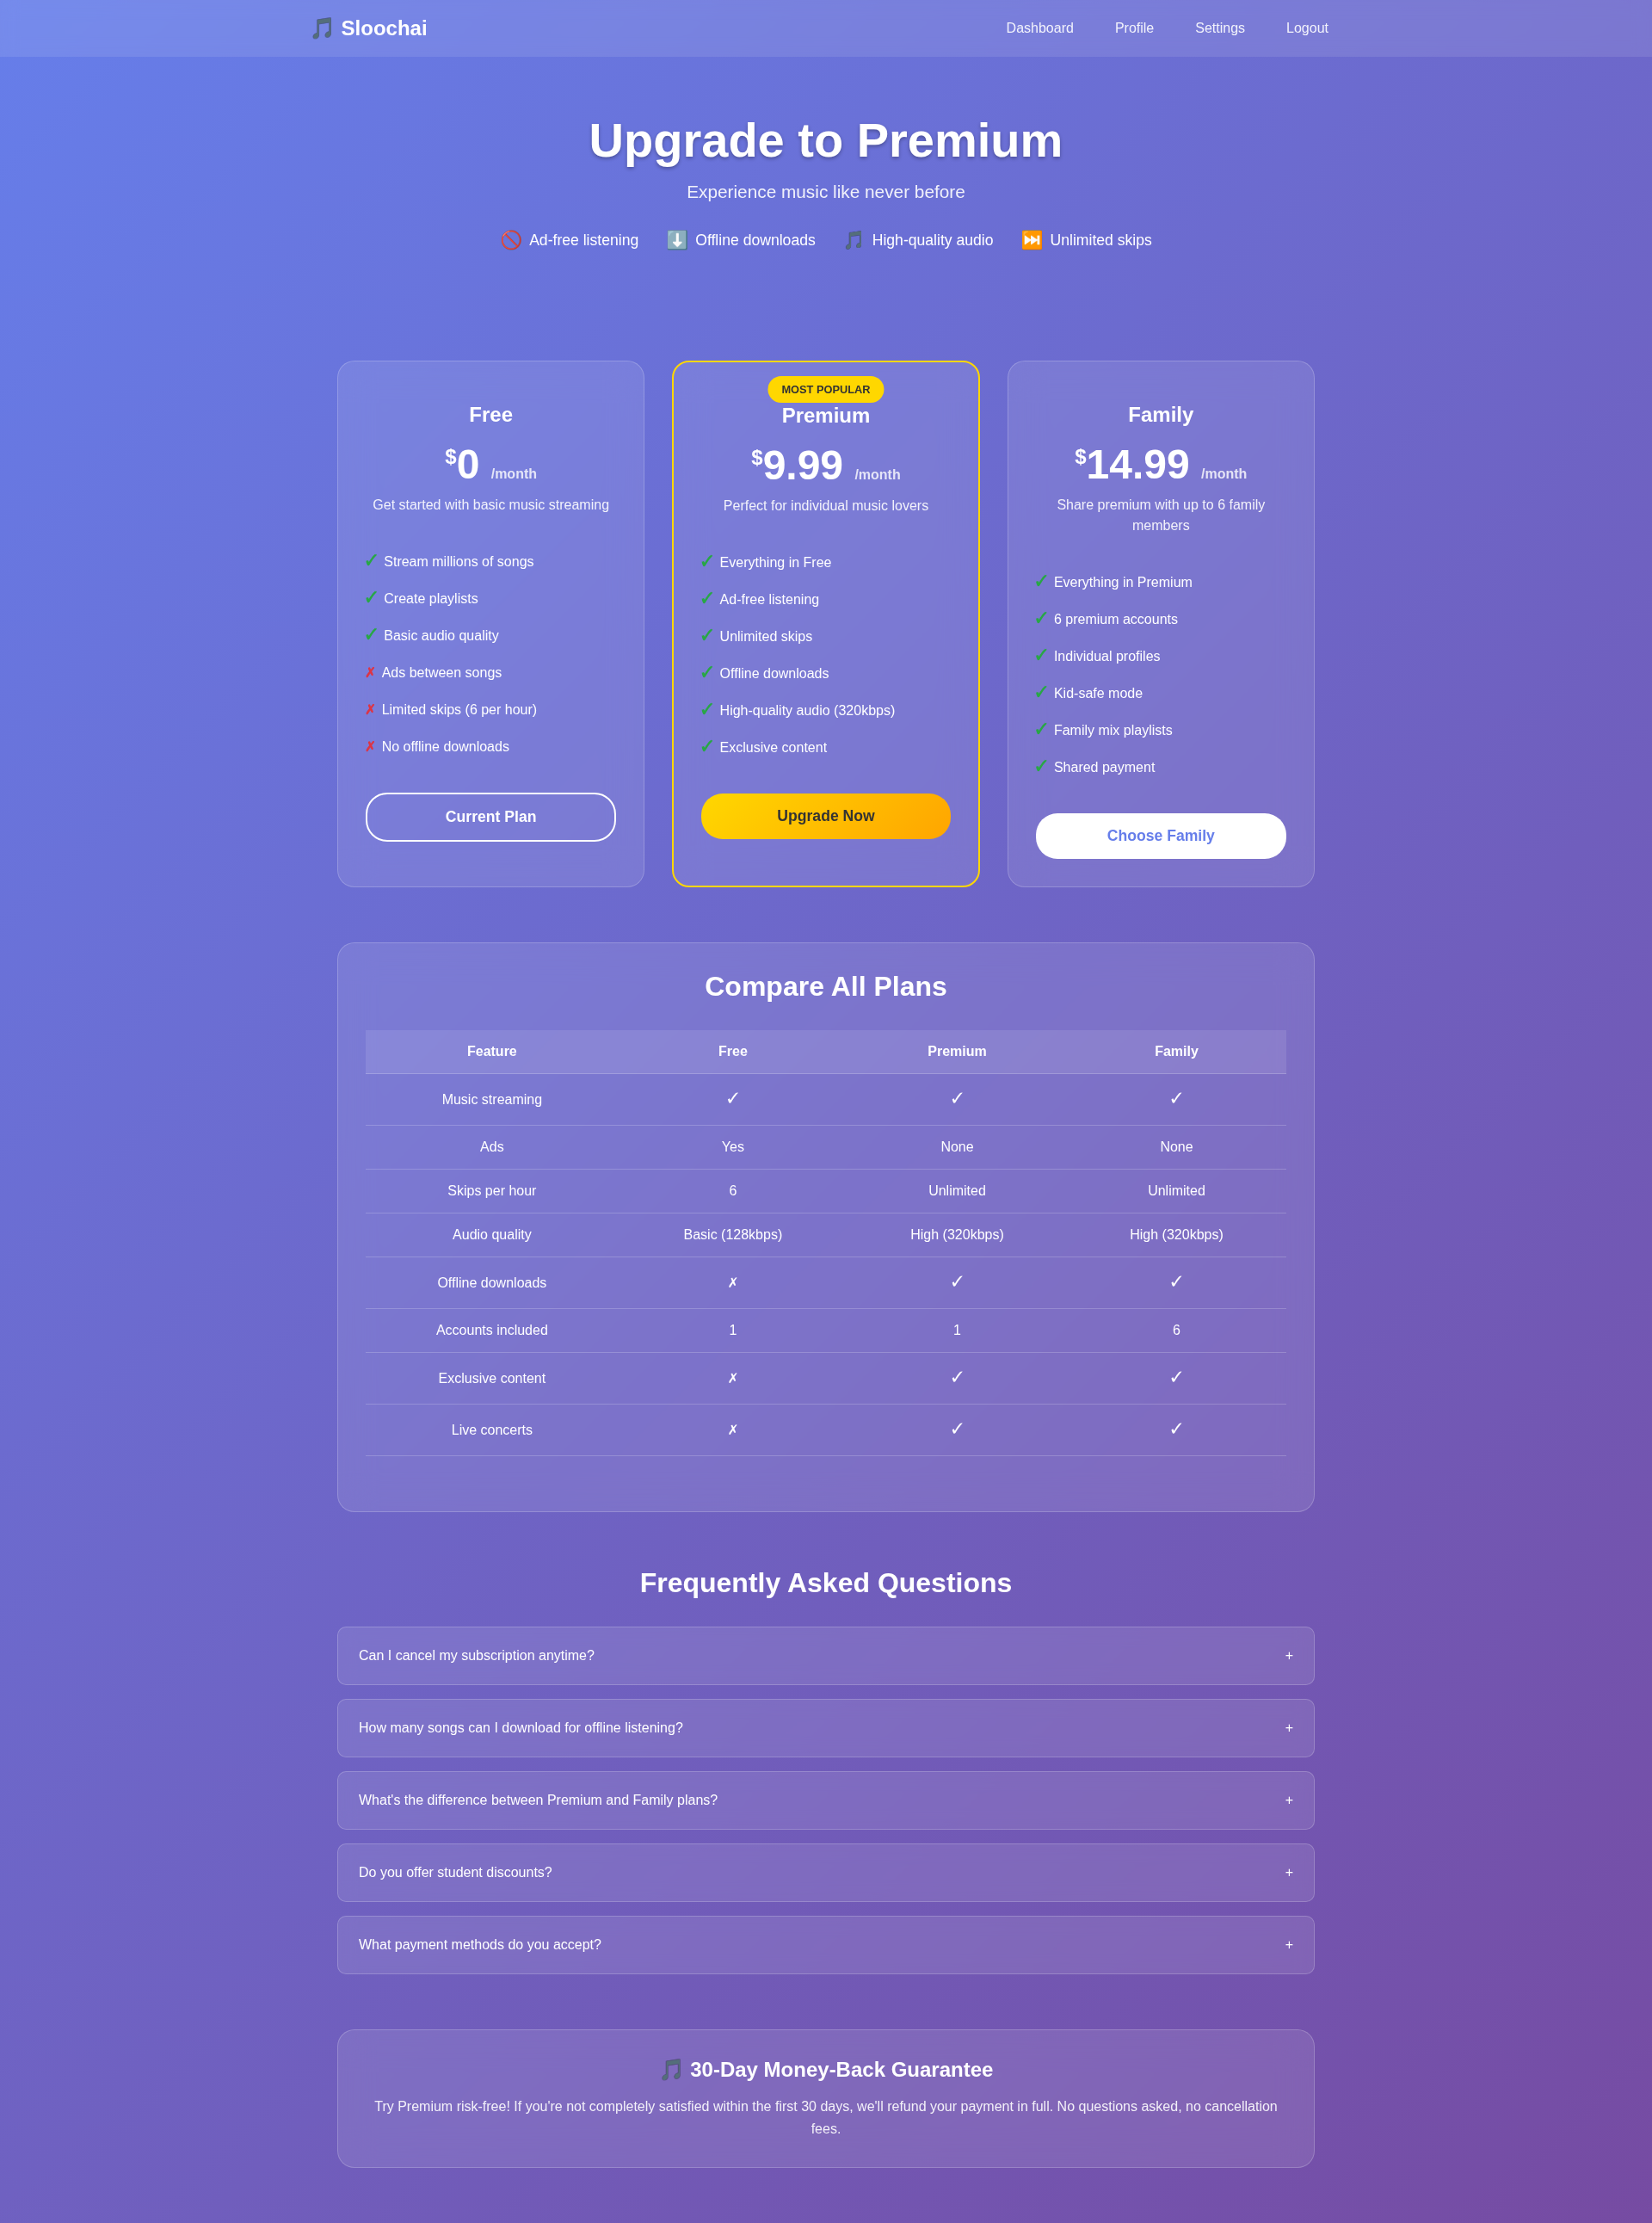 🎵 Sloochai
Dashboard Profile Settings Logout
Upgrade to Premium
Experience music like never before
🚫 Ad-free listening ⬇️ Offline downloads 🎵 High-quality audio ⏭️ Unlimited skips
Free
$0 /month
Get started with basic music streaming
✓ Stream millions of songs
✓ Create playlists
✓ Basic audio quality
✗ Ads between songs
✗ Limited skips (6 per hour)
✗ No offline downloads
Current Plan
MOST POPULAR
Premium
$9.99 /month
Perfect for individual music lovers
✓ Everything in Free
✓ Ad-free listening
✓ Unlimited skips
✓ Offline downloads
✓ High-quality audio (320kbps)
✓ Exclusive content
Upgrade Now
Family
$14.99 /month
Share premium with up to 6 family
members
✓ Everything in Premium
✓ 6 premium accounts
✓ Individual profiles
✓ Kid-safe mode
✓ Family mix playlists
✓ Shared payment
Choose Family
Compare All Plans
Feature Free Premium Family
Music streaming ✓ ✓ ✓
Ads Yes None None
Skips per hour 6 Unlimited Unlimited
Audio quality Basic (128kbps) High (320kbps) High (320kbps)
Offline downloads ✗ ✓ ✓
Accounts included 1 1 6
Exclusive content ✗ ✓ ✓
Live concerts ✗ ✓ ✓
Frequently Asked Questions
Can I cancel my subscription anytime? +
How many songs can I download for offline listening? +
What's the difference between Premium and Family plans? +
Do you offer student discounts? +
What payment methods do you accept? +
🎵 30-Day Money-Back Guarantee
Try Premium risk-free! If you're not completely satisfied within the first 30 days, we'll refund your payment in full. No questions asked, no cancellation
fees.